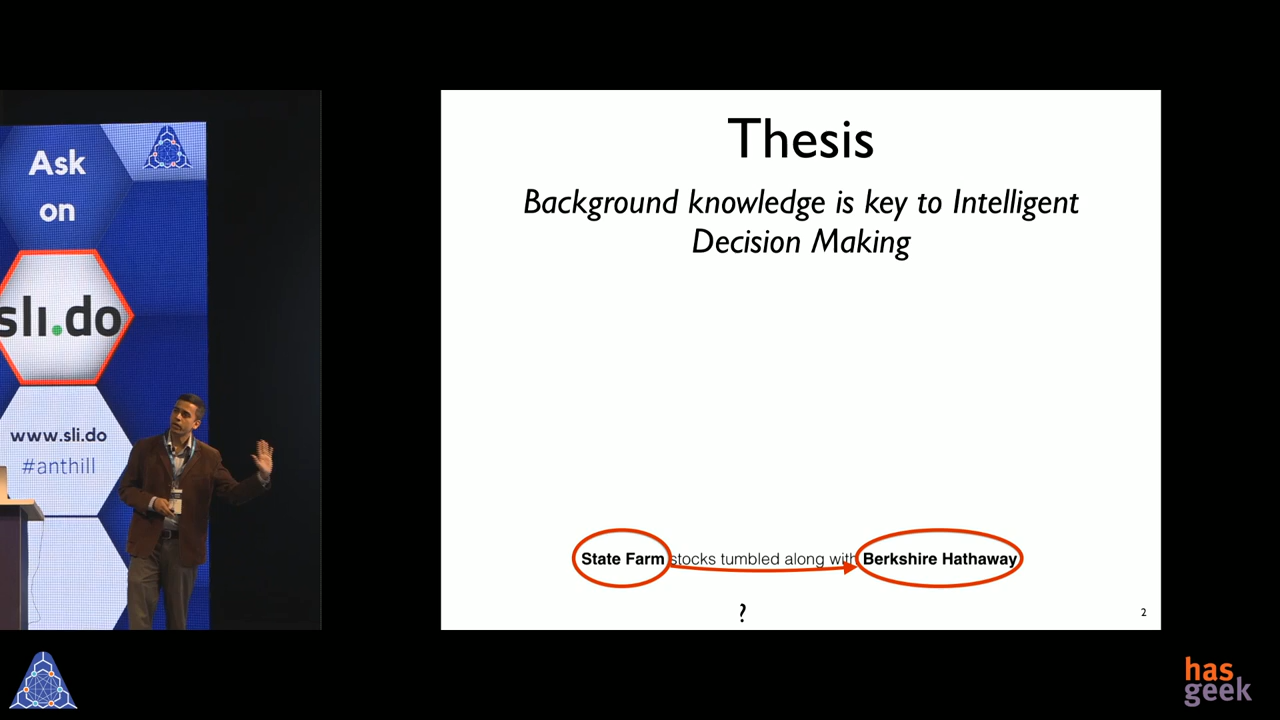 Ask
on
sli.do
www.sli.do
#anthill
Thesis
Background knowledge is key to Intelligent
Decision Making
State Farm stocks tumbled along with Berkshire Hathaway
?
2
has
geek